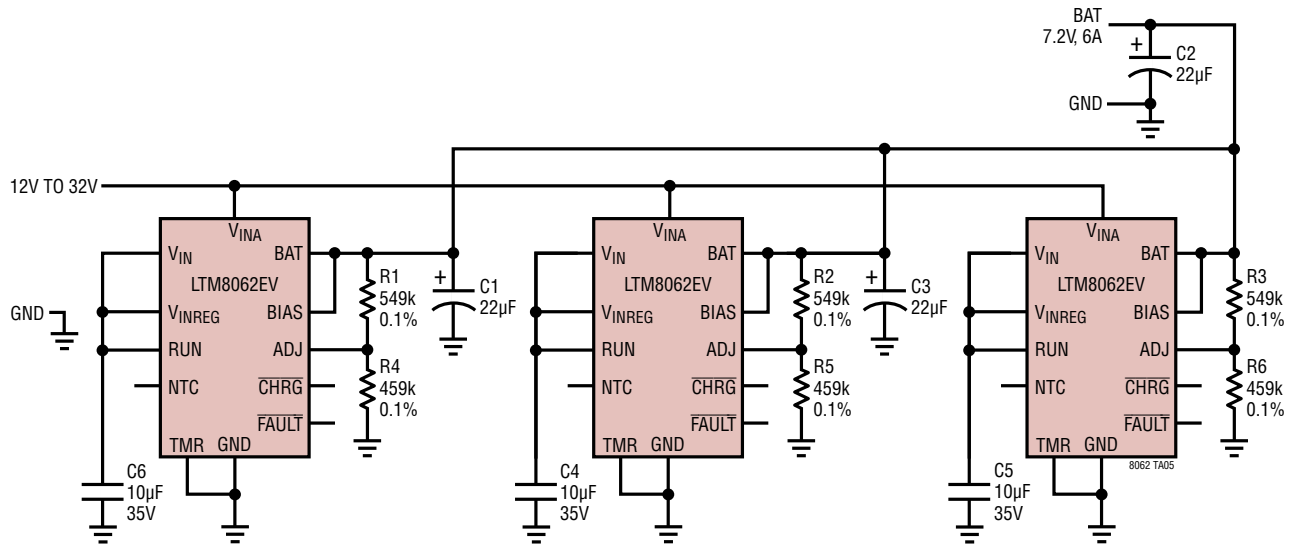 BAT
7.2V, 6A
+
C2
22µF
GND
12V TO 32V
GND
VINA
VIN
BAT
LTM8062EV
VINREG
BIAS
RUN
ADJ
NTC
CHRG
FAULT
TMR
GND
R1
549k
0.1%
R4
459k
0.1%
+
C1
22µF
C6
10µF
35V
VINA
VIN
BAT
LTM8062EV
VINREG
BIAS
RUN
ADJ
NTC
CHRG
FAULT
TMR
GND
R2
549k
0.1%
R5
459k
0.1%
+
C3
22µF
C4
10µF
35V
VINA
VIN
BAT
LTM8062EV
VINREG
BIAS
RUN
ADJ
NTC
CHRG
FAULT
TMR
GND
8062 TA05
R3
549k
0.1%
R6
459k
0.1%
C5
10µF
35V